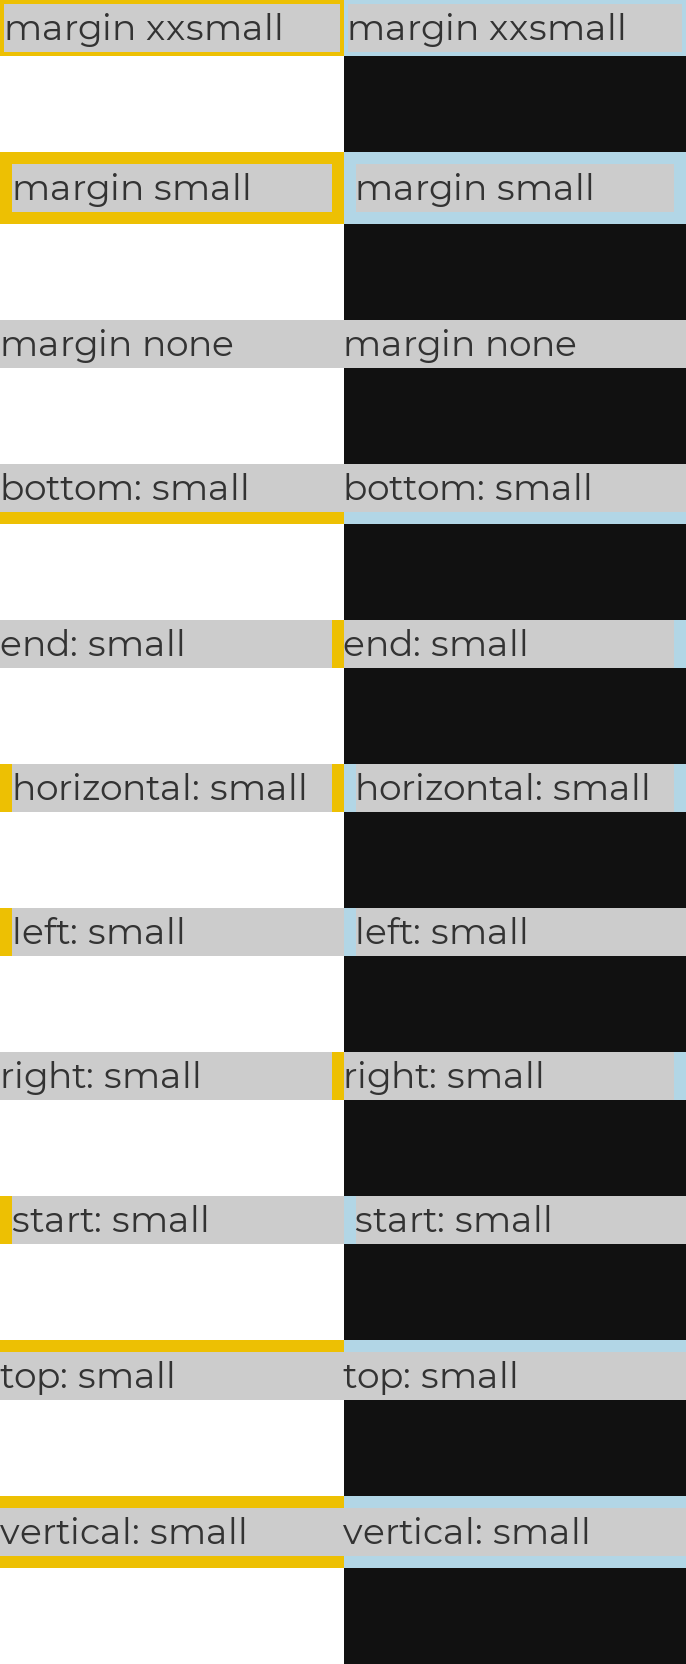 margin xxsmall margin xxsmall
margin small margin small
margin none margin none
bottom: small bottom: small
end: small end: small
horizontal: small horizontal: small
left: small left: small
right: small right: small
start: small start: small
top: small top: small
vertical: small vertical: small